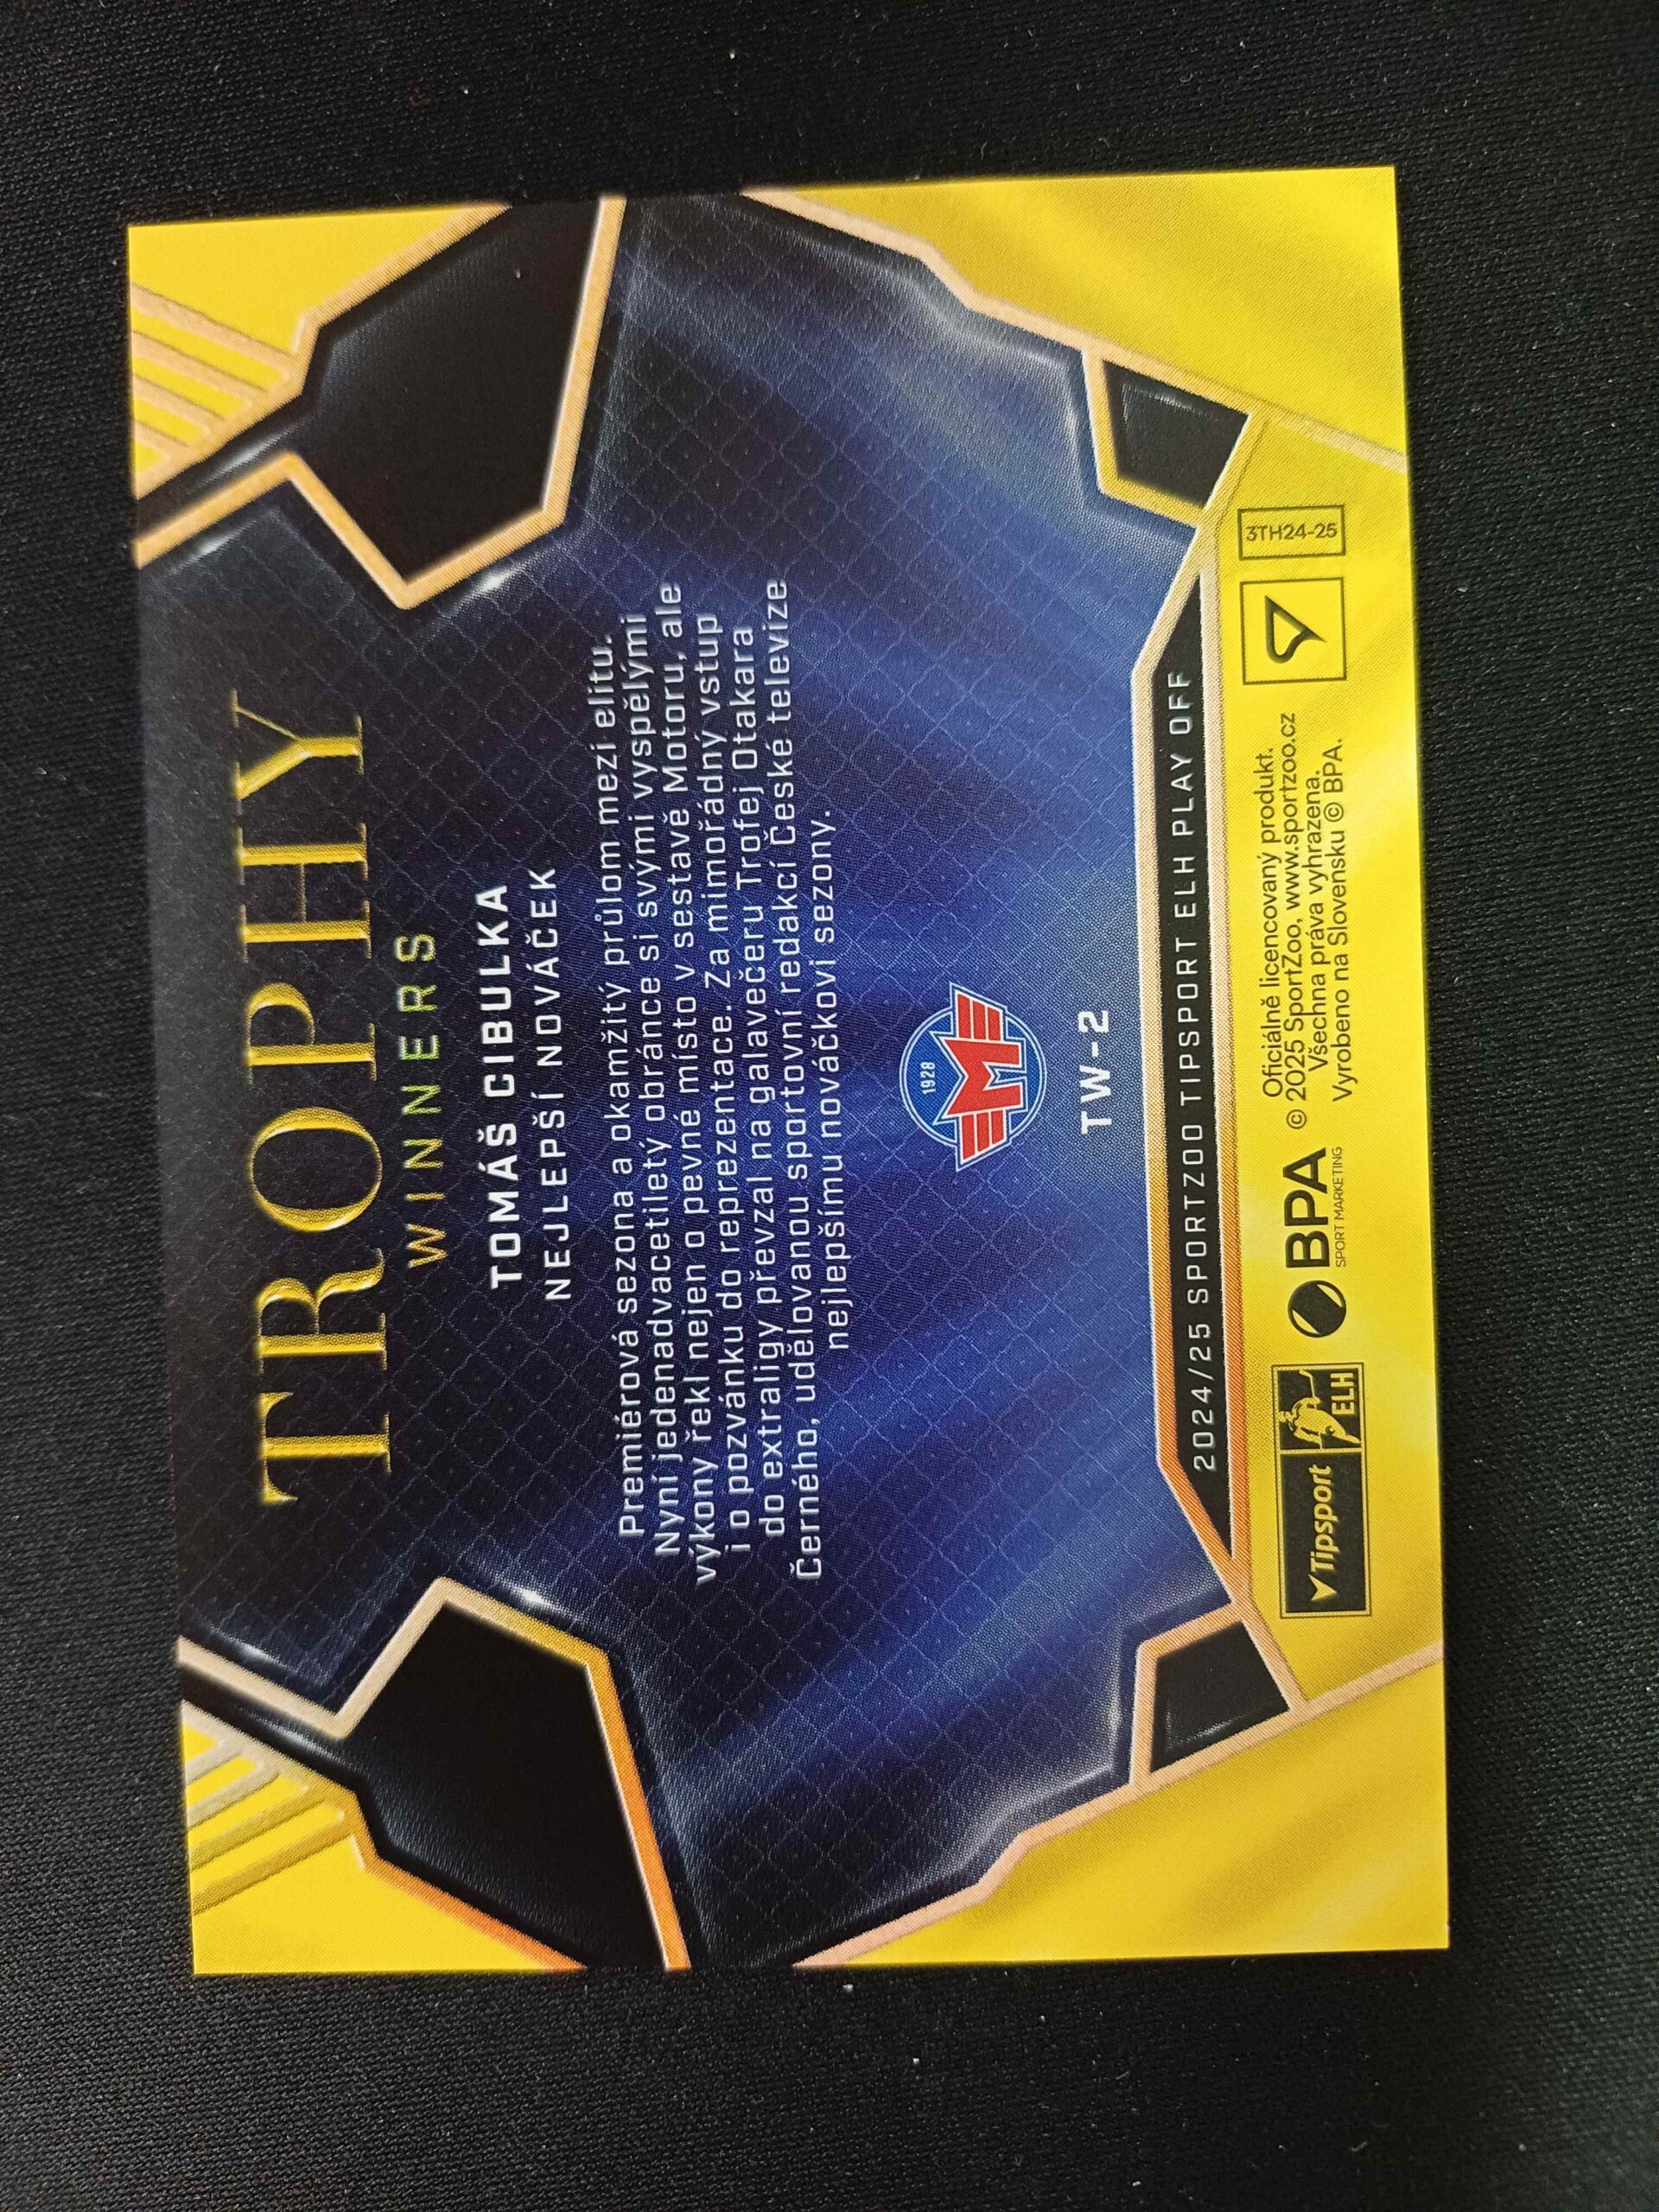 TROPHY
WINNERS
TOMÁŠ CIBULKA
NEJLEPŠÍ NOVÁČEK
Premiérová sezona a okamžitý průlom mezi elitu.
Nyní jedenadvacetiletý obránce si svými vyspělými
výkony řekl nejen o pevné místo v sestavě Motoru, ale
i o pozvánku do reprezentace. Za mimořádný vstup
do extraligy převzal na galavečeru Trofej Otakara
Černého, udělovanou sportovní redakcí České televize
nejlepšímu nováčkovi sezony.
1928
M
TW-2
2024/25 SPORTZOO TIPSPORT ELH PLAY OFF
Tipsport
ELH
BPA
SPORT MARKETING
Oficiálně licencovaný produkt.
© 2025 SportZoo, www.sportzoo.cz
Všechna práva vyhrazena.
Vyrobeno na Slovensku © BPA.
3TH24-25